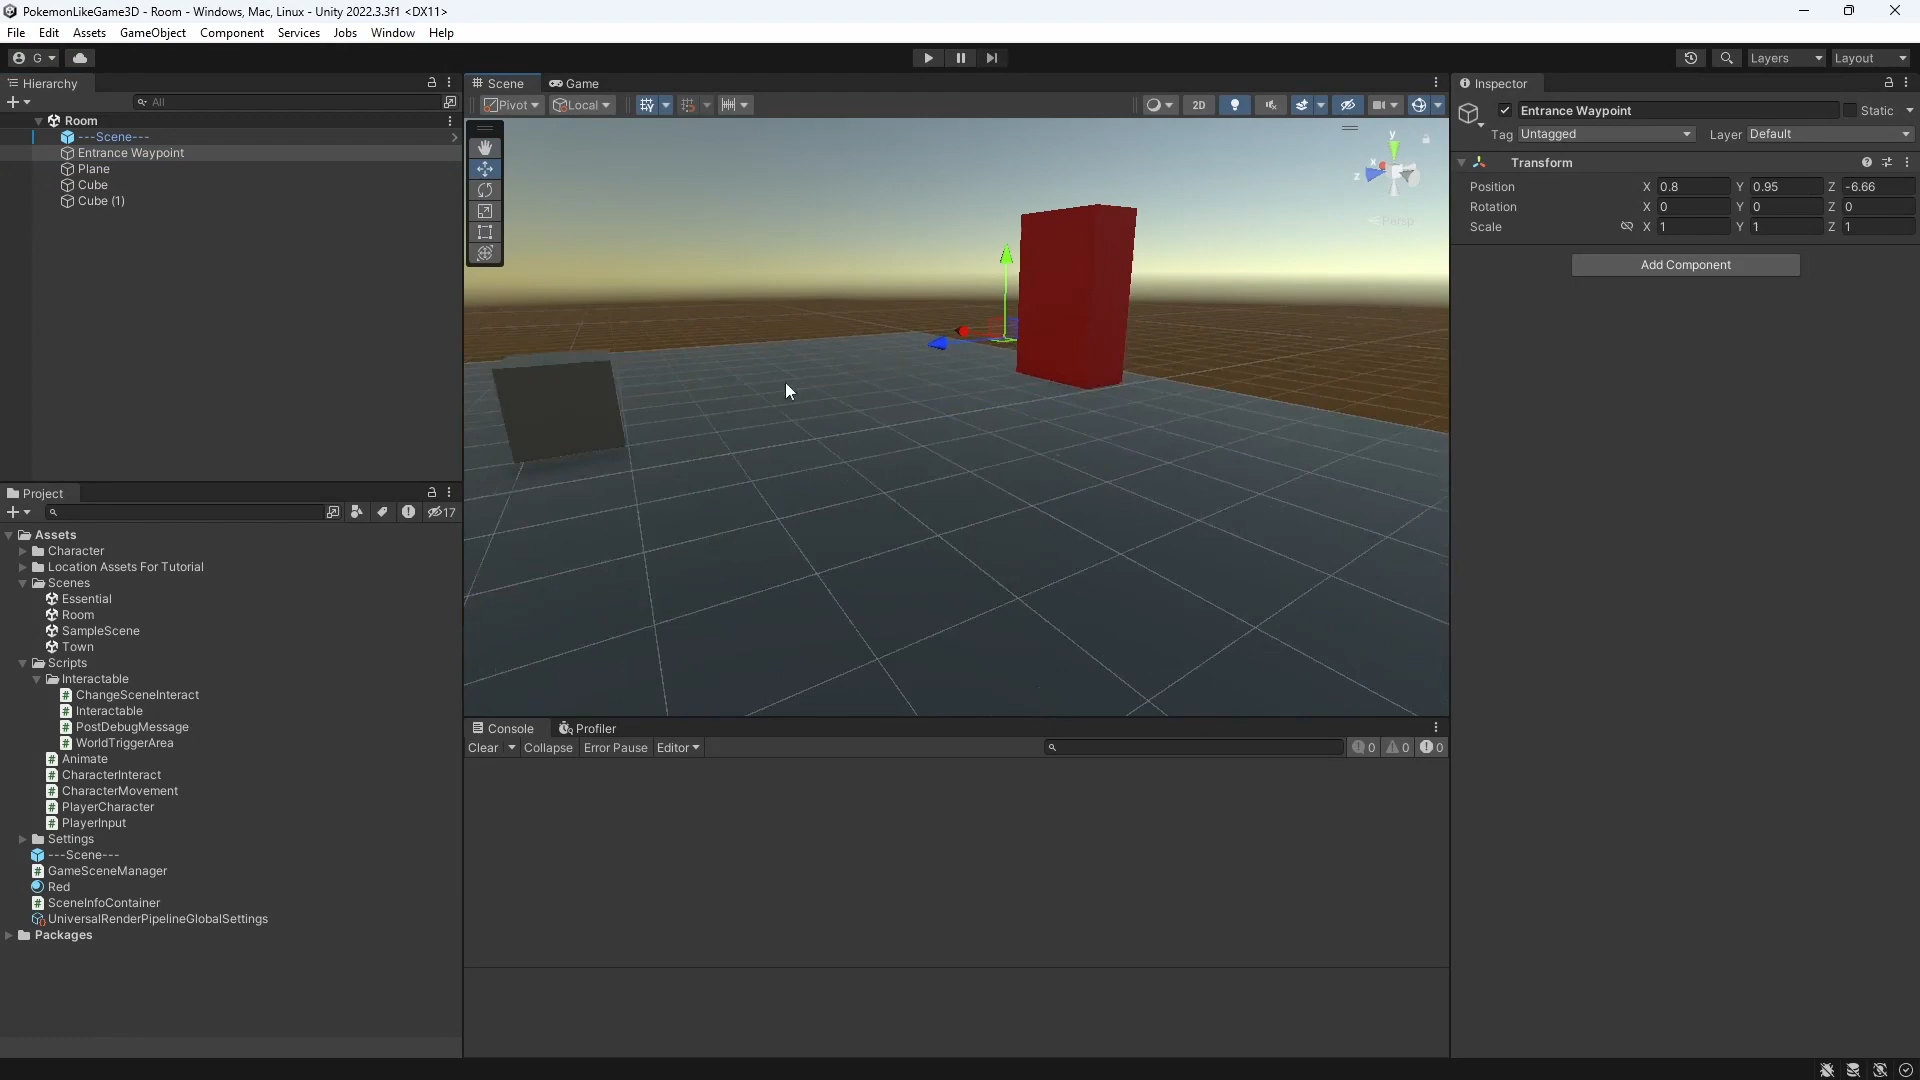 PokemonLikeGame3D - Room - Windows, Mac, Linux - Unity 2022.3.3f1 <DX11>
File Edit Assets GameObject Component Services Jobs Window Help
G Layers Layout
Hierarchy
All
Room
---Scene---
Entrance Waypoint
Plane
Cube
Cube (1)
Scene Game
Pivot Local 2D
y
x
z
Persp
Inspector
Entrance Waypoint Static
Tag Untagged Layer Default
Transform
Position X 0.8 Y 0.95 Z -6.66
Rotation X 0 Y 0 Z 0
Scale X 1 Y 1 Z 1
Add Component
Project
17
Assets
Character
Location Assets For Tutorial
Scenes
Essential
Room
SampleScene
Town
Scripts
Interactable
ChangeSceneInteract
Interactable
PostDebugMessage
WorldTriggerArea
Animate
CharacterInteract
CharacterMovement
PlayerCharacter
PlayerInput
Settings
---Scene---
GameSceneManager
Red
SceneInfoContainer
UniversalRenderPipelineGlobalSettings
Packages
Console Profiler
Clear Collapse Error Pause Editor 0 0 0